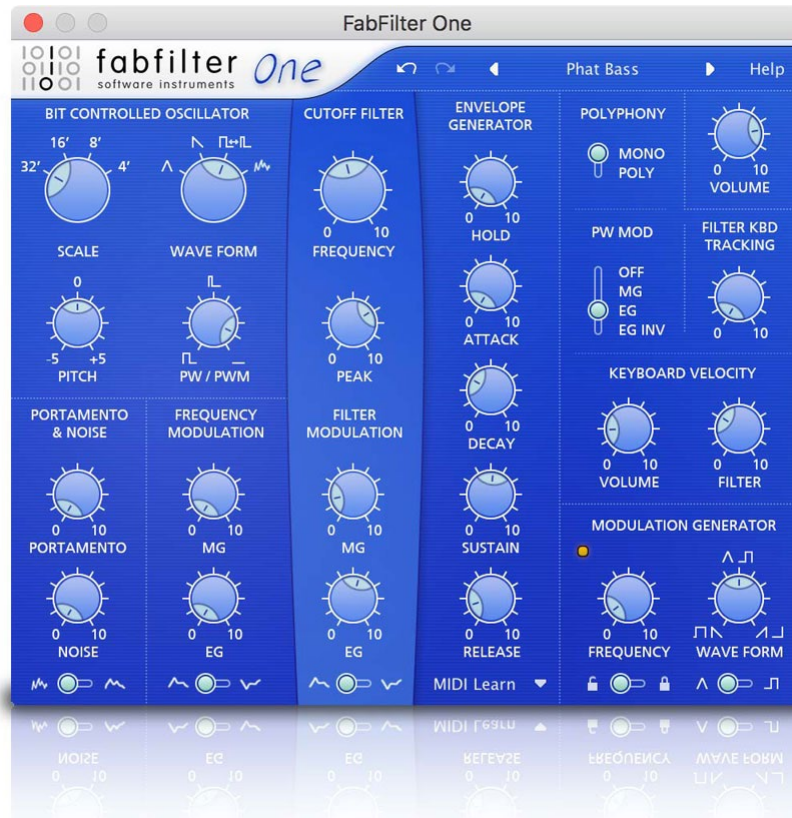 FabFilter One
fabfilter One
software instruments
Phat Bass
Help
BIT CONTROLLED OSCILLATOR
16′ 8′
32′ 4′
SCALE
WAVE FORM
0
-5 +5
PITCH
PW / PWM
CUTOFF FILTER
0 10
FREQUENCY
0 10
PEAK
ENVELOPE
GENERATOR
0 10
HOLD
0 10
ATTACK
0 10
DECAY
0 10
SUSTAIN
0 10
RELEASE
POLYPHONY
MONO
POLY
0 10
VOLUME
PW MOD
OFF
MG
EG
EG INV
FILTER KBD
TRACKING
0 10
KEYBOARD VELOCITY
0 10
VOLUME
0 10
FILTER
PORTAMENTO
& NOISE
0 10
PORTAMENTO
0 10
NOISE
FREQUENCY
MODULATION
0 10
MG
0 10
EG
FILTER
MODULATION
0 10
MG
0 10
EG
MODULATION GENERATOR
0 10
FREQUENCY
WAVE FORM
MIDI Learn